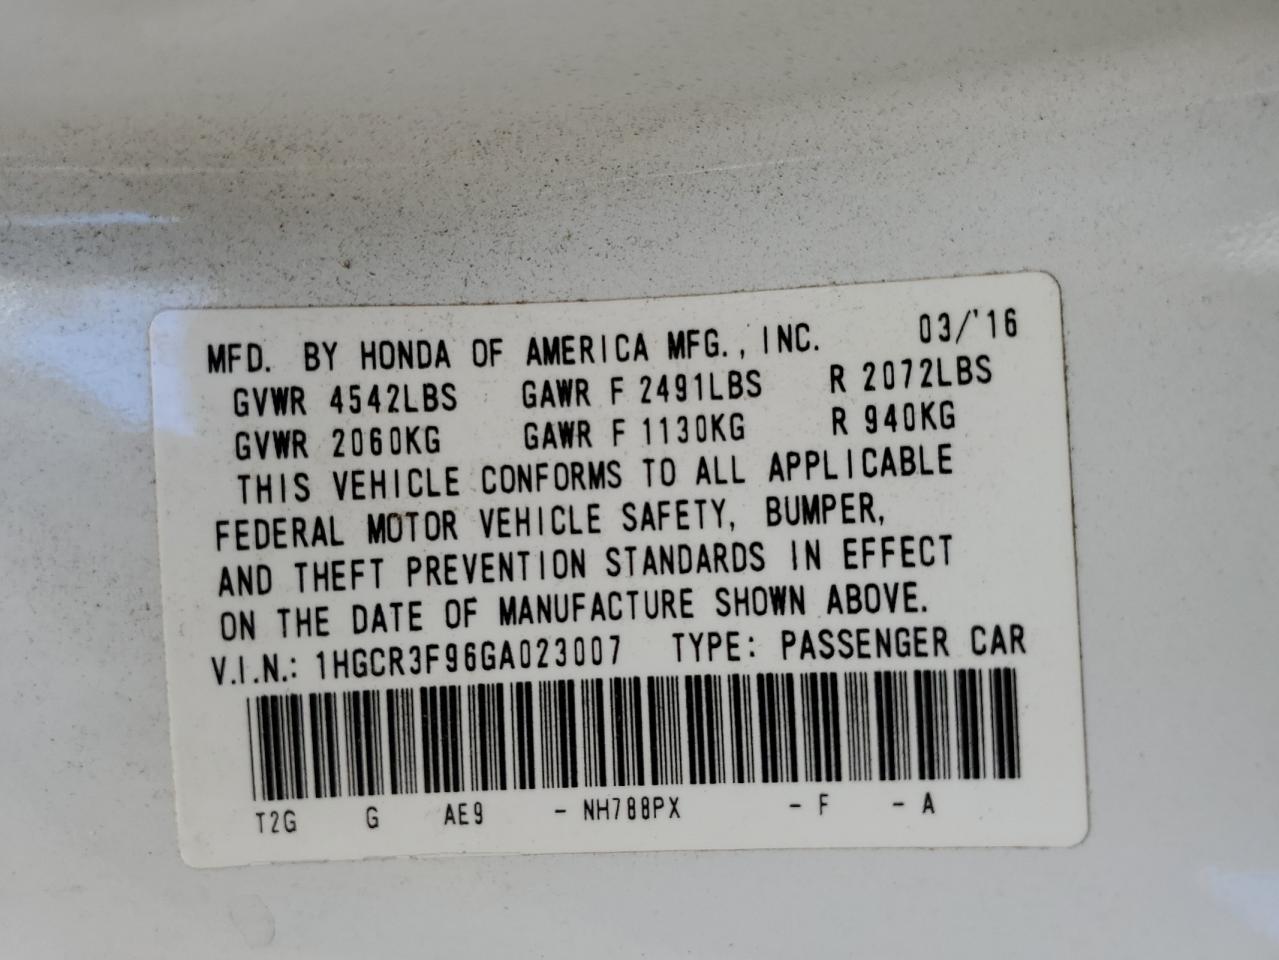 MFD. BY HONDA OF AMERICA MFG., INC. 03/'16
GVWR 4542LBS GAWR F 2491LBS R 2072LBS
GVWR 2060KG GAWR F 1130KG R 940KG
THIS VEHICLE CONFORMS TO ALL APPLICABLE
FEDERAL MOTOR VEHICLE SAFETY, BUMPER,
AND THEFT PREVENTION STANDARDS IN EFFECT
ON THE DATE OF MANUFACTURE SHOWN ABOVE.
V.I.N.: 1HGCR3F96GA023007 TYPE: PASSENGER CAR
T2G G AE9 - NH788PX - F - A